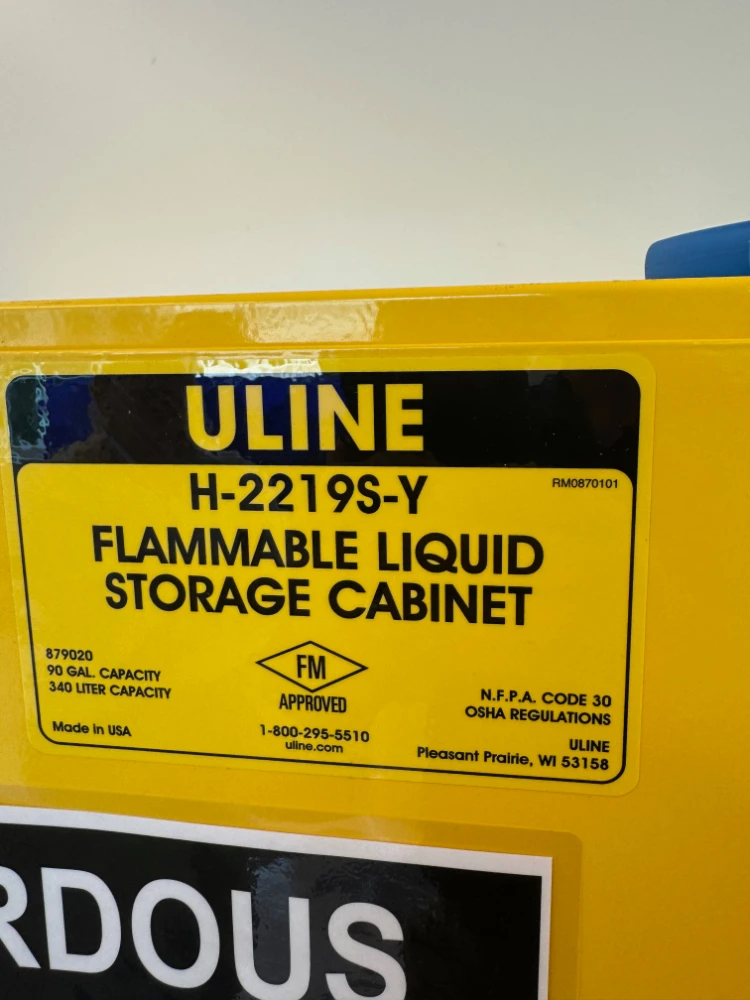 ULINE
H-2219S-Y
RM0870101
FLAMMABLE LIQUID
STORAGE CABINET
879020
90 GAL. CAPACITY
340 LITER CAPACITY
Made in USA
FM
APPROVED
1-800-295-5510
uline.com
N.F.P.A. CODE 30
OSHA REGULATIONS
ULINE
Pleasant Prairie, WI 53158
RDOUS